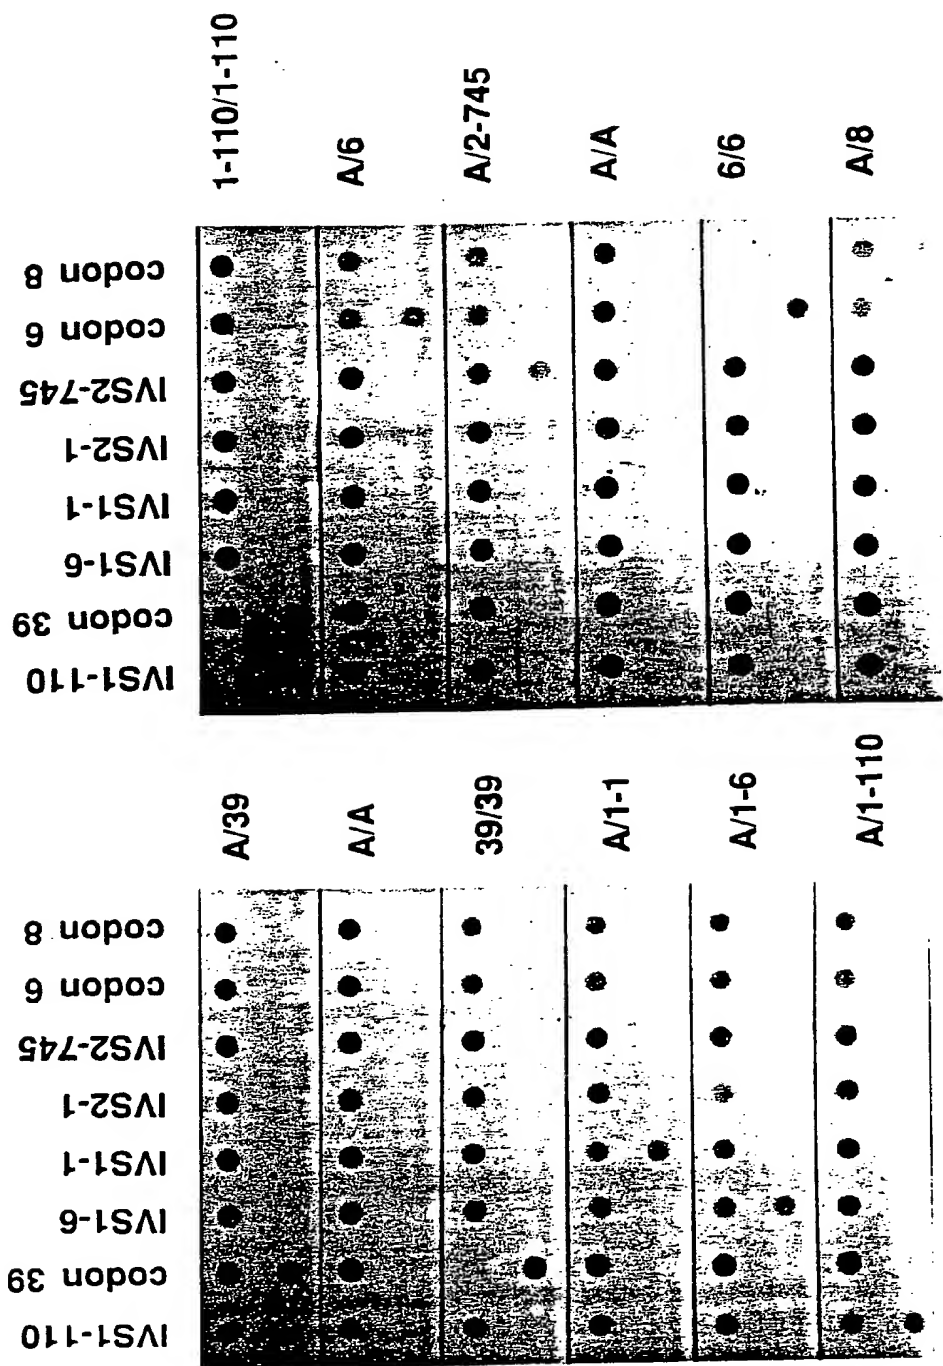 1-110/1-110
A/6
A/2-745
A/A
6/6
A/8
codon 8
codon 6
IVS2-745
IVS2-1
IVS1-1
IVS1-6
codon 39
IVS1-110
A/39
A/A
39/39
A/1-1
A/1-6
A/1-110
codon 8
codon 6
IVS2-745
IVS2-1
IVS1-1
IVS1-6
codon 39
IVS1-110